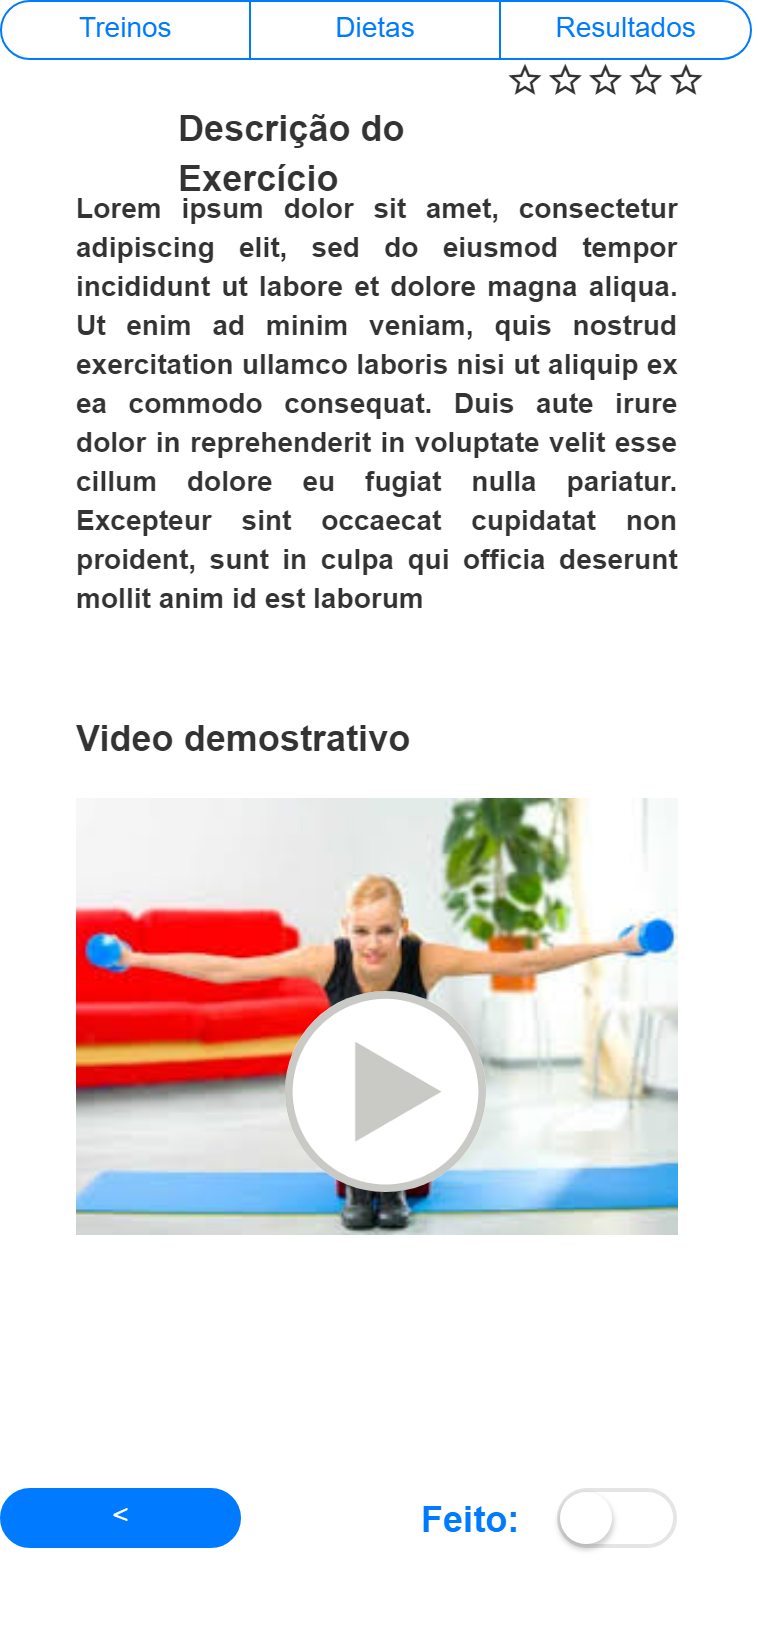 Treinos Dietas Resultados
Descrição do
Exercício
Lorem ipsum dolor sit amet, consectetur
adipiscing elit, sed do eiusmod tempor
incididunt ut labore et dolore magna aliqua.
Ut enim ad minim veniam, quis nostrud
exercitation ullamco laboris nisi ut aliquip ex
ea commodo consequat. Duis aute irure
dolor in reprehenderit in voluptate velit esse
cillum dolore eu fugiat nulla pariatur.
Excepteur sint occaecat cupidatat non
proident, sunt in culpa qui officia deserunt
mollit anim id est laborum
Video demostrativo
< Feito: